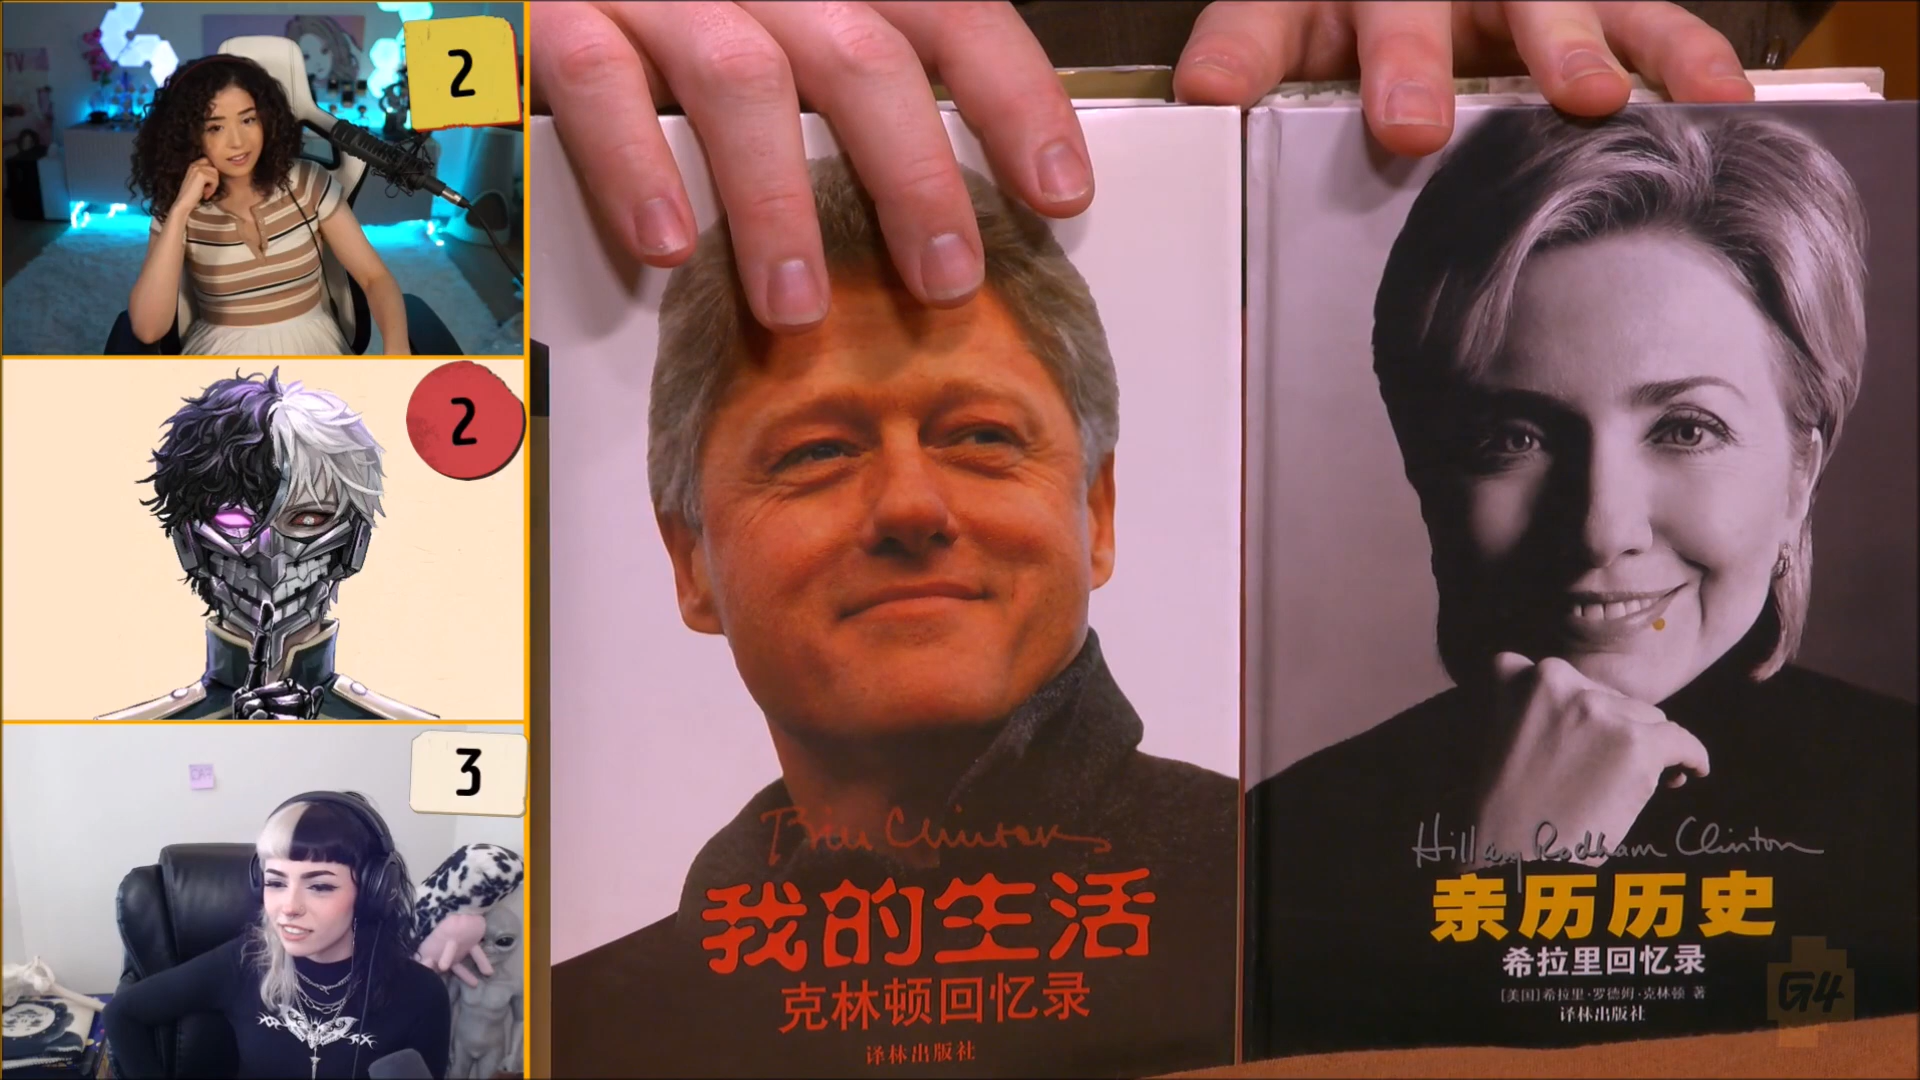 2
2
3
Bill Clinton
我的生活
克林顿回忆录
译林出版社
Hillary Rodham Clinton
亲历历史
希拉里回忆录
[美国]希拉里·罗德姆·克林顿 著
译林出版社
G4